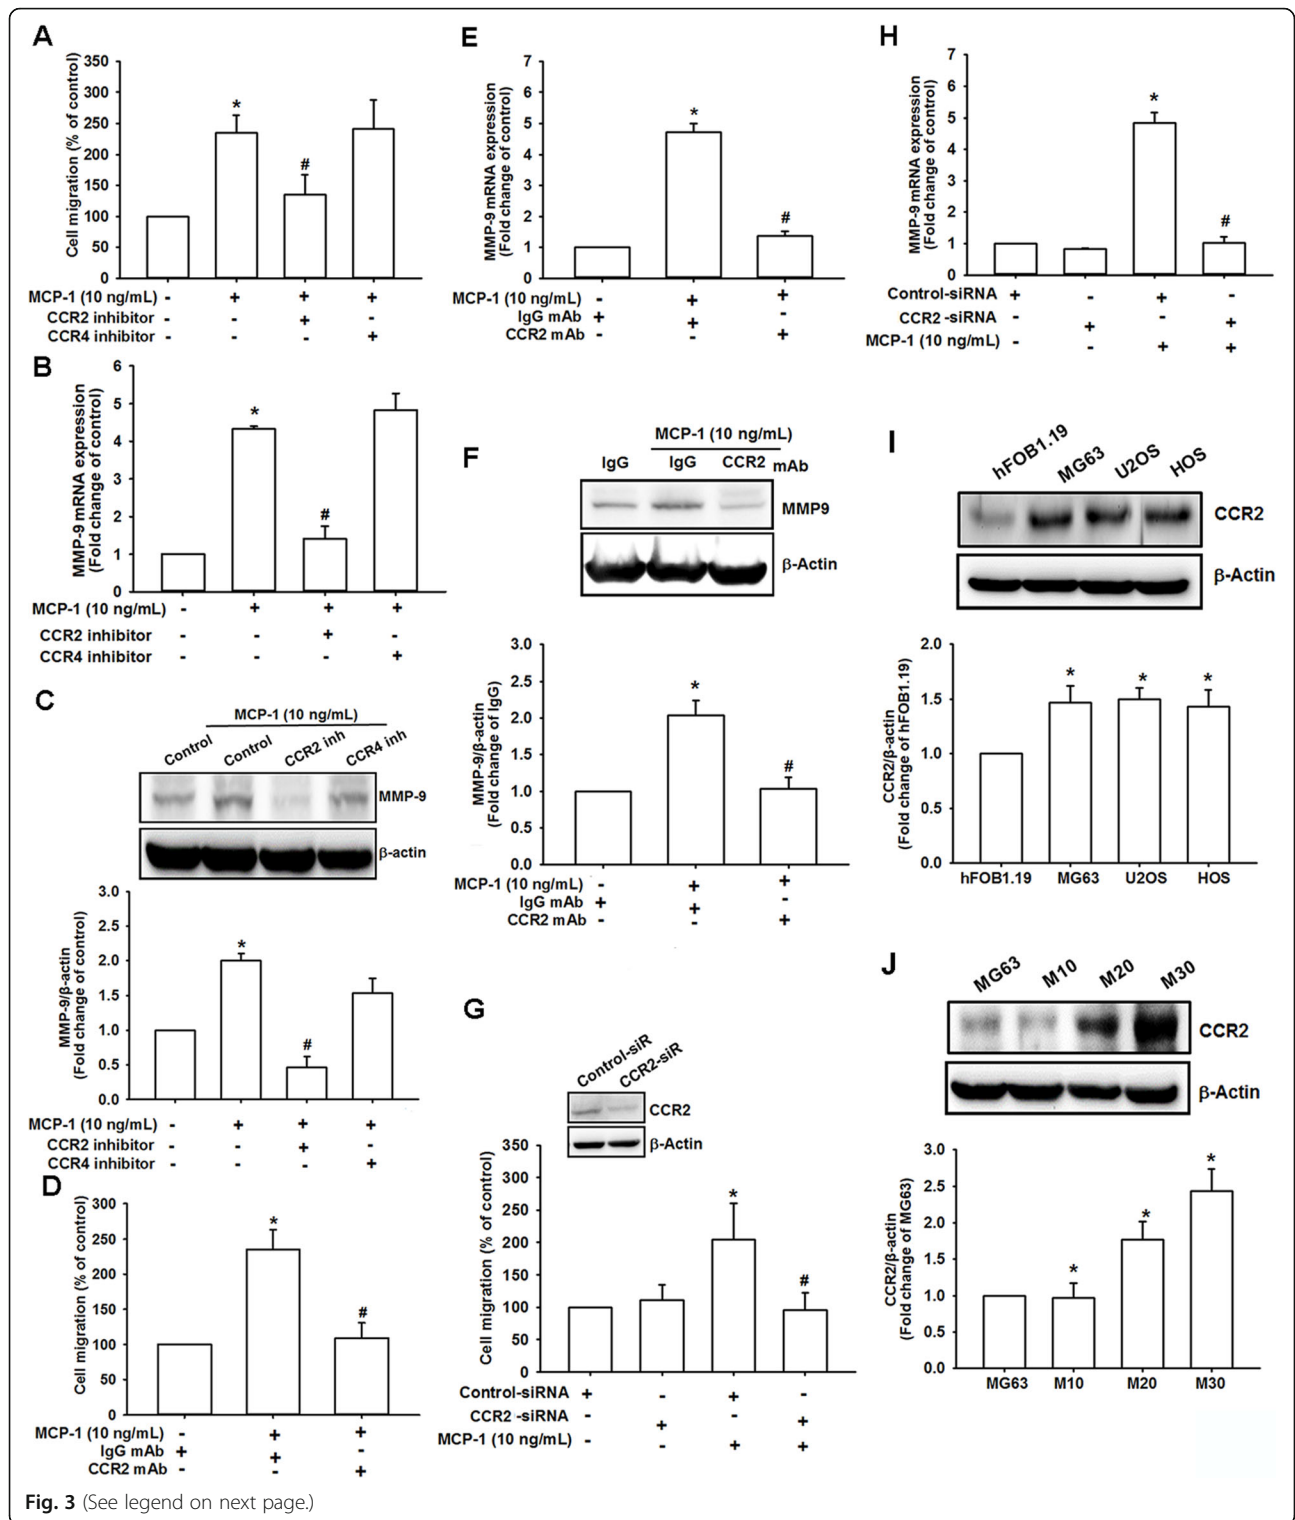 A
350
300
250
200
150
100
50
0
Cell migration (% of control)
*
#
MCP-1 (10 ng/mL) - + + +
CCR2 inhibitor - - + -
CCR4 inhibitor - - - +
B
6
5
4
3
2
1
0
MMP-9 mRNA expression
(Fold change of control)
*
#
MCP-1 (10 ng/mL) - + + +
CCR2 inhibitor - - + -
CCR4 inhibitor - - - +
C
MCP-1 (10 ng/mL)
Control Control CCR2 inh CCR4 inh
MMP-9
β-actin
3.0
2.5
2.0
1.5
1.0
0.5
0.0
MMP-9/β-actin
(Fold change of control)
*
#
MCP-1 (10 ng/mL) - + + +
CCR2 inhibitor - - + -
CCR4 inhibitor - - - +
D
300
250
200
150
100
50
0
Cell migration (% of control)
*
#
MCP-1 (10 ng/mL) - + +
IgG mAb + + -
CCR2 mAb - - +
E
7
6
5
4
3
2
1
0
MMP-9 mRNA expression
(Fold change of control)
*
#
MCP-1 (10 ng/mL) - + +
IgG mAb + + -
CCR2 mAb - - +
F
MCP-1 (10 ng/mL)
IgG IgG CCR2 mAb
MMP9
β-Actin
3.0
2.5
2.0
1.5
1.0
0.5
0.0
MMP-9/β-actin
(Fold change of IgG)
*
#
MCP-1 (10 ng/mL) - + +
IgG mAb + + -
CCR2 mAb - - +
G
Control-siR CCR2-siR
CCR2
β-Actin
350
300
250
200
150
100
50
0
Cell migration (% of control)
*
#
Control-siRNA + - + -
CCR2 -siRNA - + - +
MCP-1 (10 ng/mL) - - + +
H
7
6
5
4
3
2
1
0
MMP-9 mRNA expression
(Fold change of control)
*
#
Control-siRNA + - + -
CCR2 -siRNA - + - +
MCP-1 (10 ng/mL) - - + +
I
hFOB1.19 MG63 U2OS HOS
CCR2
β-Actin
2.0
1.5
1.0
0.5
0.0
CCR2/β-actin
(Fold change of hFOB1.19)
* * *
hFOB1.19 MG63 U2OS HOS
J
MG63 M10 M20 M30
CCR2
β-Actin
3.0
2.5
2.0
1.5
1.0
0.5
0.0
CCR2/β-actin
(Fold change of MG63)
* * *
MG63 M10 M20 M30
Fig. 3 (See legend on next page.)